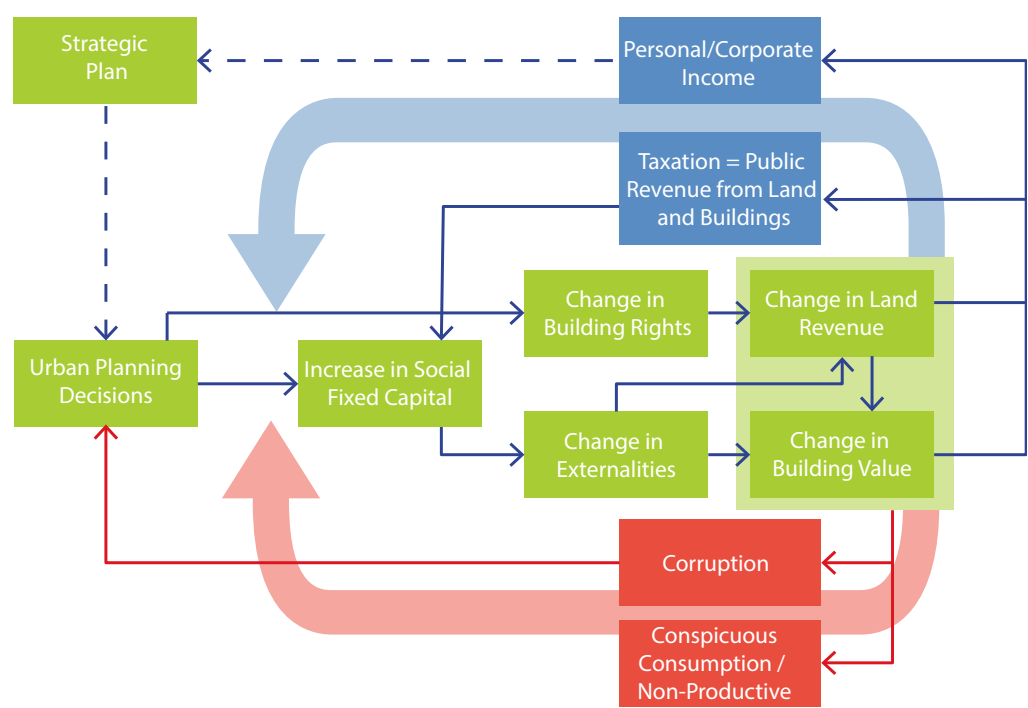 Strategic
Plan
Personal/Corporate
Income
Taxation = Public
Revenue from Land
and Buildings
Change in
Building Rights
Change in Land
Revenue
Urban Planning
Decisions
Increase in Social
Fixed Capital
Change in
Externalities
Change in
Building Value
Corruption
Conspicuous
Consumption /
Non-Productive